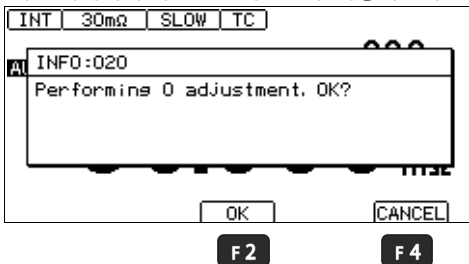 INT 30mΩ SLOW TC
INFO:020
Performing 0 adjustment. OK?
OK CANCEL
F2 F4